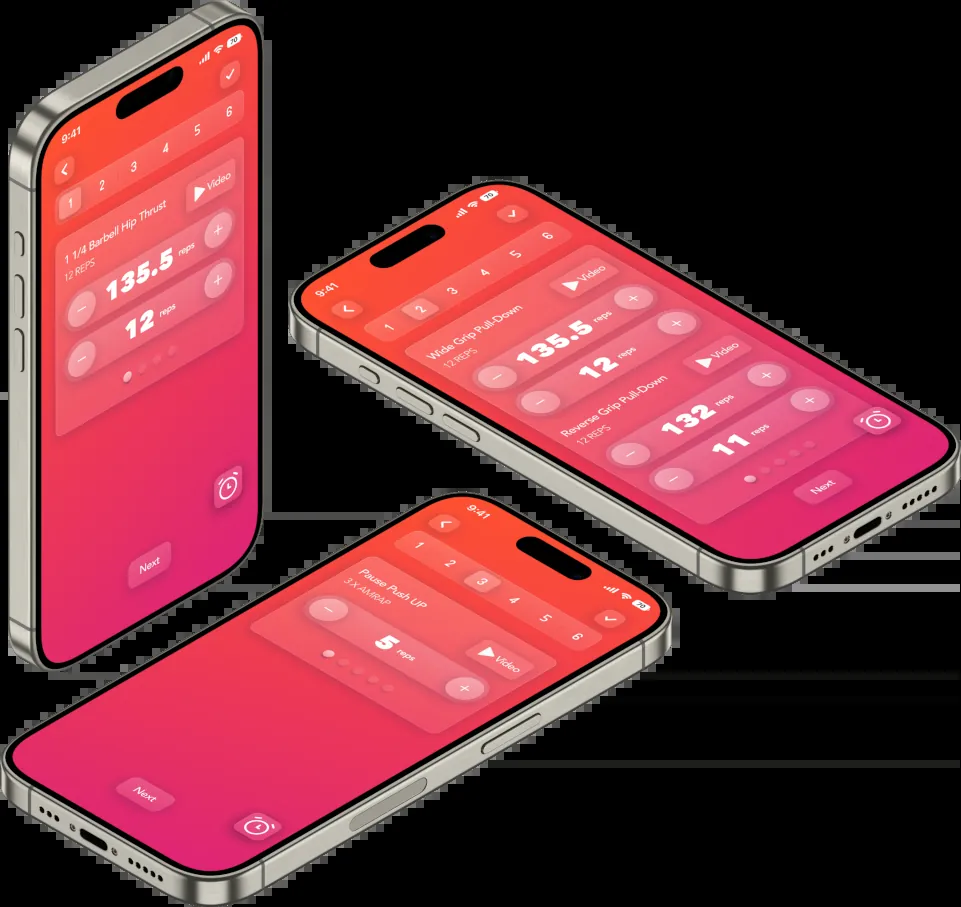 9:41
70
1 2 3 4 5 6
1 1/4 Barbell Hip Thrust
12 REPS
Video
135.5 reps
12 reps
Next
9:41
70
1 2 3 4 5 6
Wide Grip Pull-Down
12 REPS
Video
135.5 reps
12 reps
Reverse Grip Pull-Down
12 REPS
Video
132 reps
11 reps
Next
9:41
70
1 2 3 4 5 6
Pause Push UP
3 X AMRAP
Video
5 reps
Next